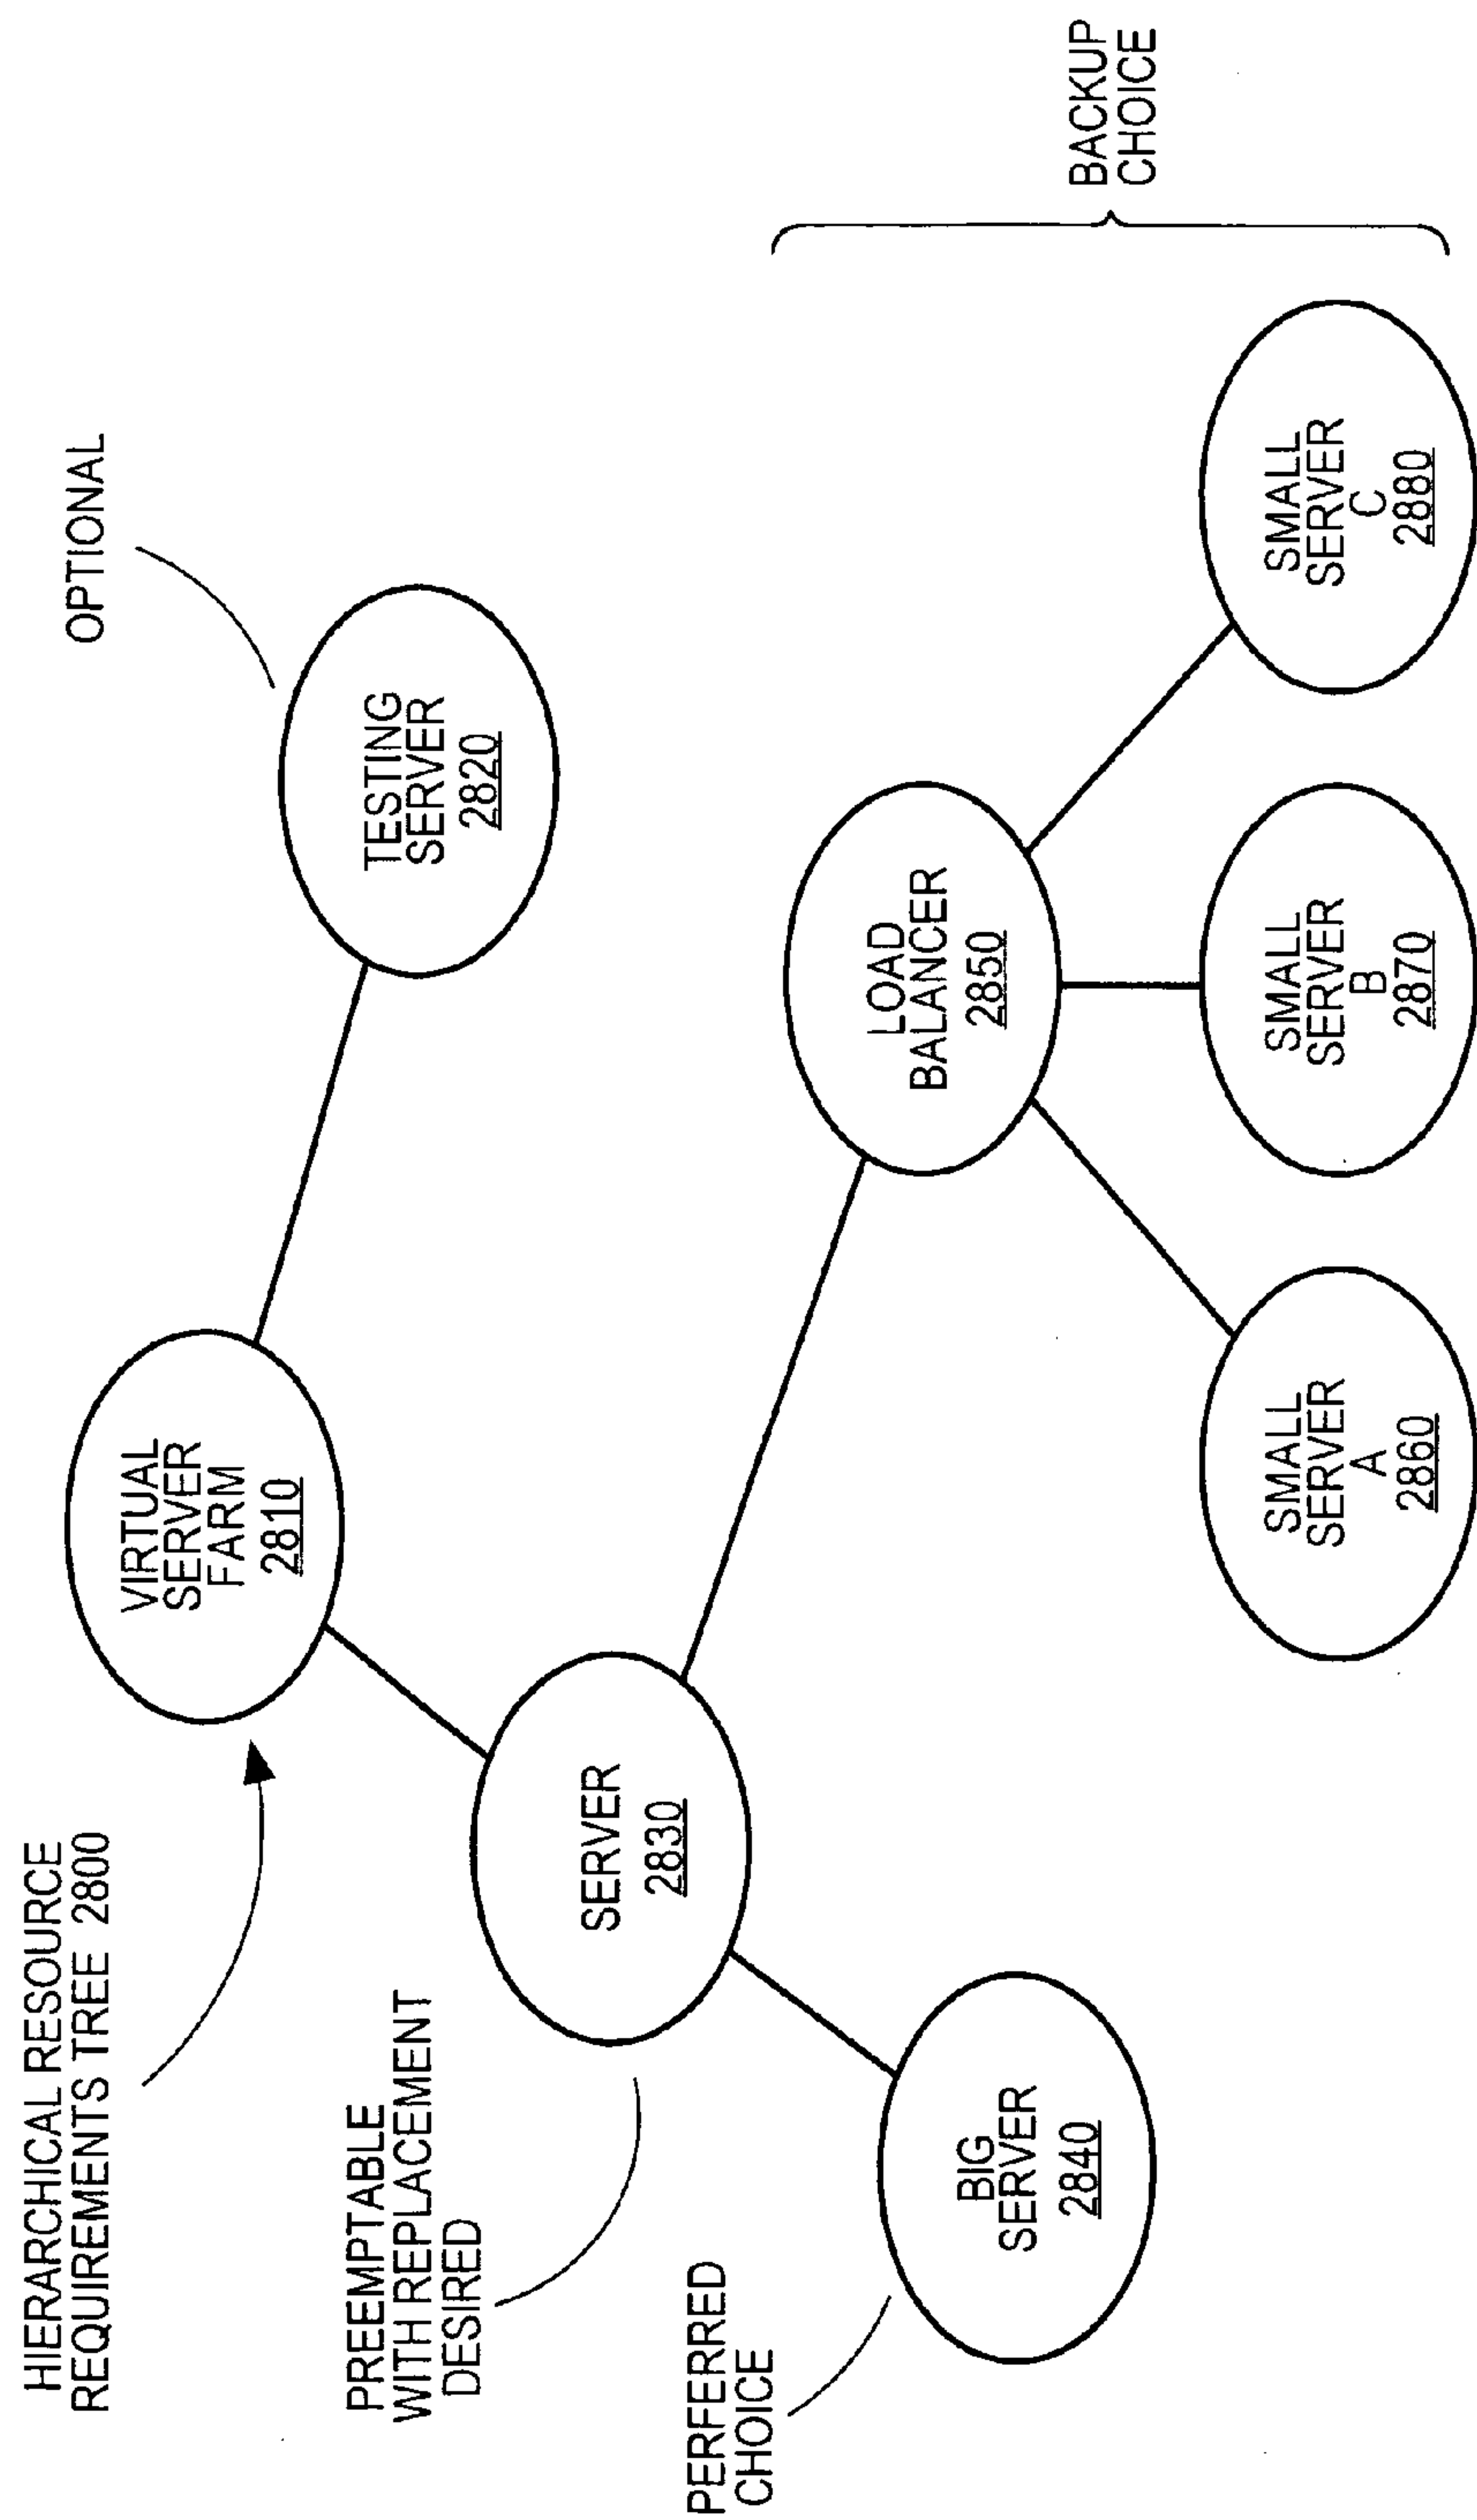 HIERARCHICAL RESOURCE
REQUIREMENTS TREE 2800
VIRTUAL
SERVER
FARM
2810
OPTIONAL
TESTING
SERVER
2820
PREEMPTABLE
WITH REPLACEMENT
DESIRED
SERVER
2830
PERFERRED
CHOICE
BIG
SERVER
2840
LOAD
BALANCER
2850
BACKUP
CHOICE
SMALL
SERVER
A
2860
SMALL
SERVER
B
2870
SMALL
SERVER
C
2880